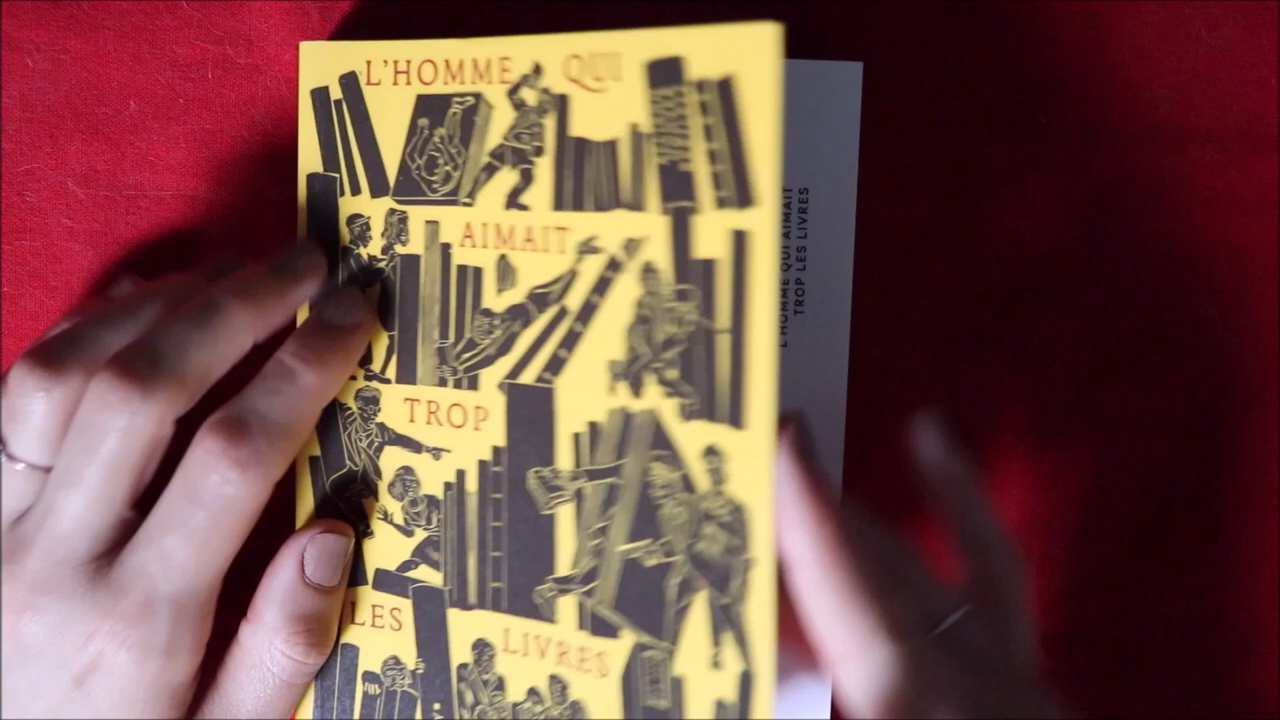 L'HOMME QUI
AIMAIT
TROP
LES
LIVRES
L'HOMME QUI AIMAIT
TROP LES LIVRES